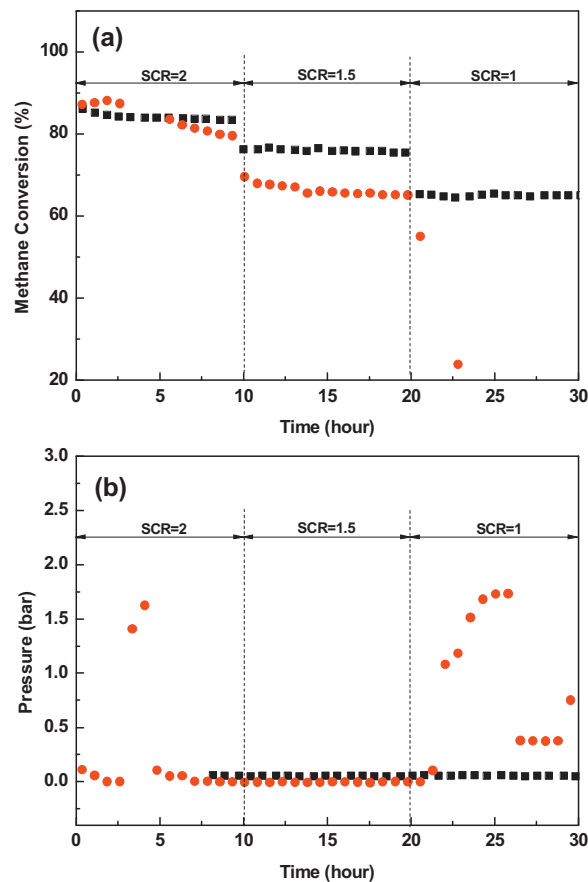 (a)
100
80
60
40
20
Methane Conversion (%)
SCR=2
SCR=1.5
SCR=1
0 5 10 15 20 25 30
Time (hour)
(b)
3.0
2.5
2.0
1.5
1.0
0.5
0.0
Pressure (bar)
SCR=2
SCR=1.5
SCR=1
0 5 10 15 20 25 30
Time (hour)